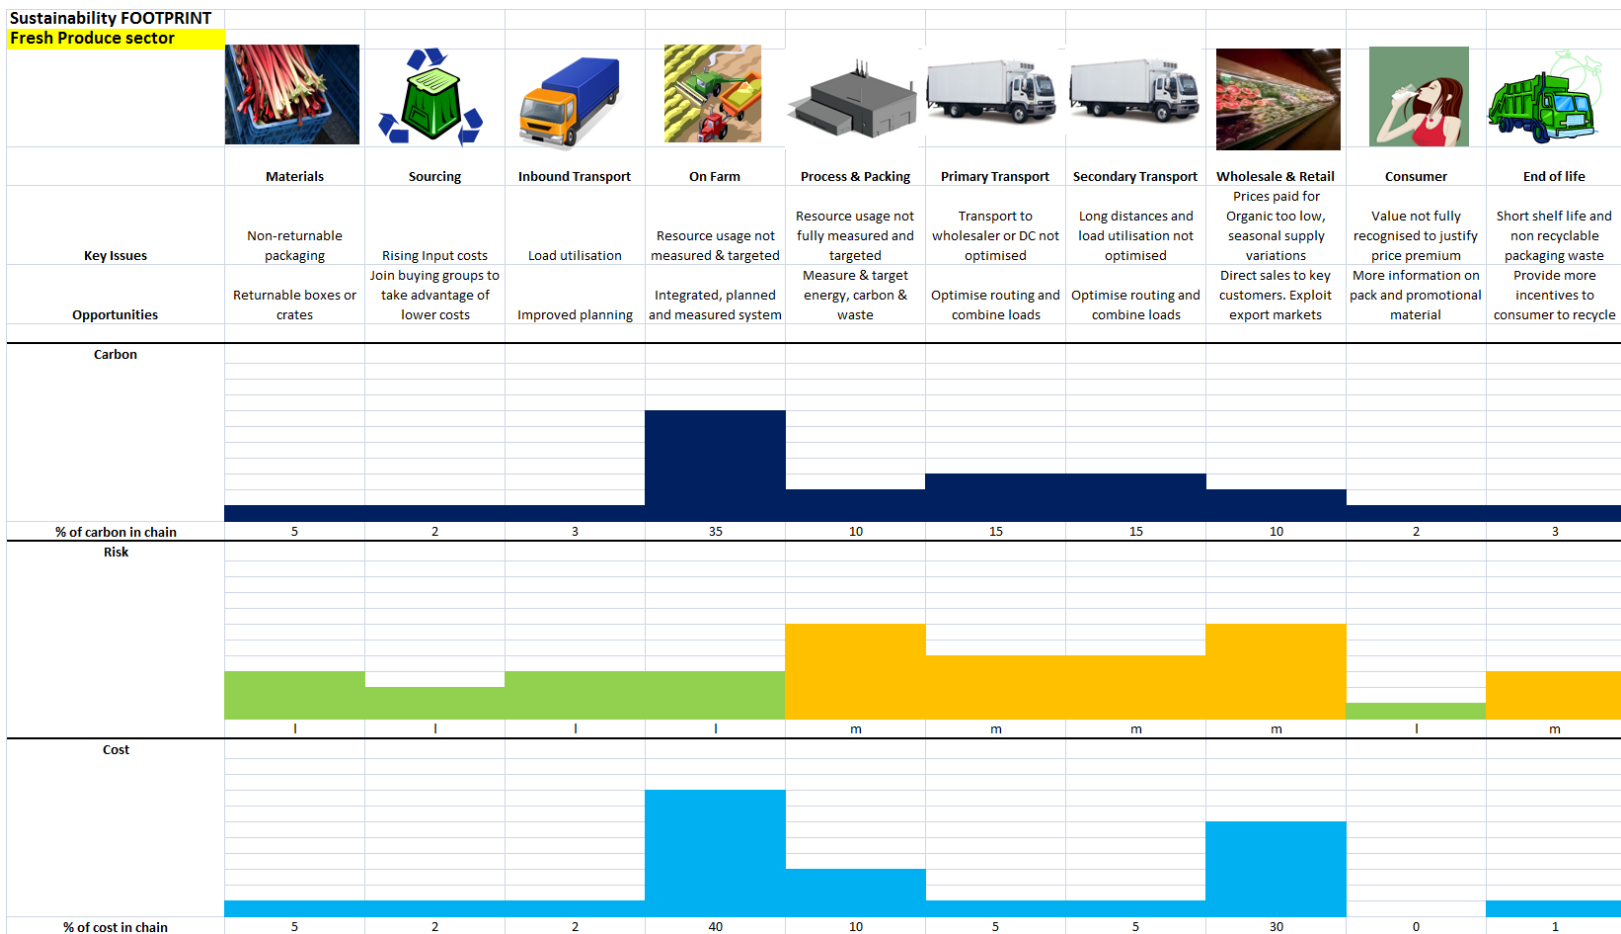 Sustainability FOOTPRINT
Fresh Produce sector
Materials Sourcing Inbound Transport On Farm Process & Packing Primary Transport Secondary Transport Wholesale & Retail Consumer End of life
Key Issues
Non-returnable
packaging
Rising Input costs
Load utilisation
Resource usage not
measured & targeted
Resource usage not
fully measured and
targeted
Transport to
wholesaler or DC not
optimised
Long distances and
load utilisation not
optimised
Prices paid for
Organic too low,
seasonal supply
variations
Value not fully
recognised to justify
price premium
Short shelf life and
non recyclable
packaging waste
Opportunities
Returnable boxes or
crates
Join buying groups to
take advantage of
lower costs
Improved planning
Integrated, planned
and measured system
Measure & target
energy, carbon &
waste
Optimise routing and
combine loads
Optimise routing and
combine loads
Direct sales to key
customers. Exploit
export markets
More information on
pack and promotional
material
Provide more
incentives to
consumer to recycle
Carbon
% of carbon in chain 5 2 3 35 10 15 15 10 2 3
Risk
l l l l m m m m l m
Cost
% of cost in chain 5 2 2 40 10 5 5 30 0 1